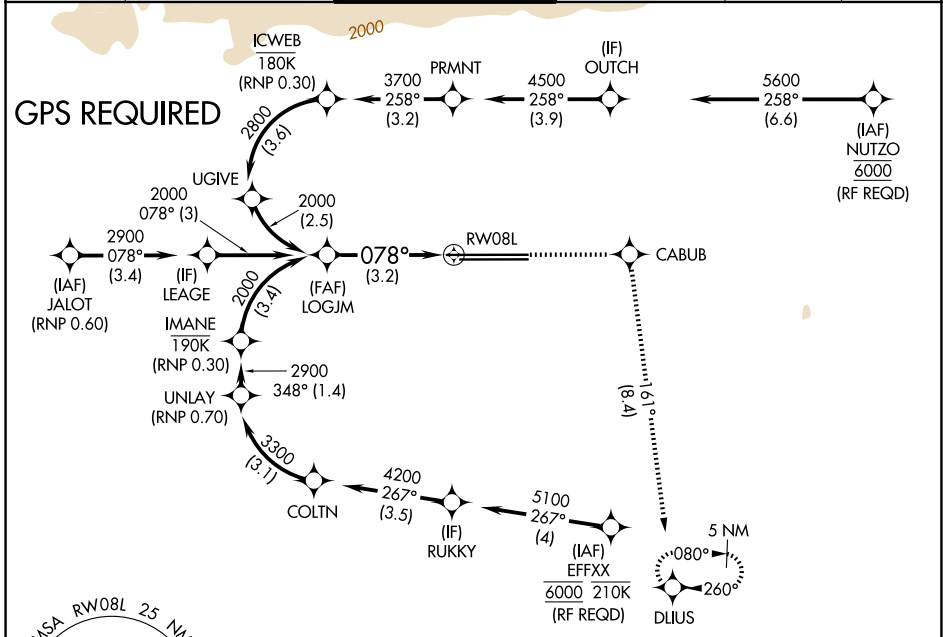 2000
GPS REQUIRED
ICWEB
180K
(RNP 0.30)
3700
258°
(3.2)
PRMNT
4500
258°
(3.9)
(IF)
OUTCH
5600
258°
(6.6)
(IAF)
NUTZO
6000
(RF REQD)
2800
(3.6)
UGIVE
2000
(2.5)
2000
078° (3)
2900
078°
(3.4)
(IAF)
JALOT
(RNP 0.60)
(IF)
LEAGE
(FAF)
LOGJM
078°
(3.2)
RW08L
CABUB
2000
(3.4)
IMANE
190K
(RNP 0.30)
2900
348° (1.4)
UNLAY
(RNP 0.70)
3300
(3.1)
COLTN
4200
267°
(3.5)
(IF)
RUKKY
5100
267°
(4)
(IAF)
EFFXX
6000 210K
(RF REQD)
161°
(8.4)
5 NM
080°
260°
DLIUS
MSA RW08L 25 NM